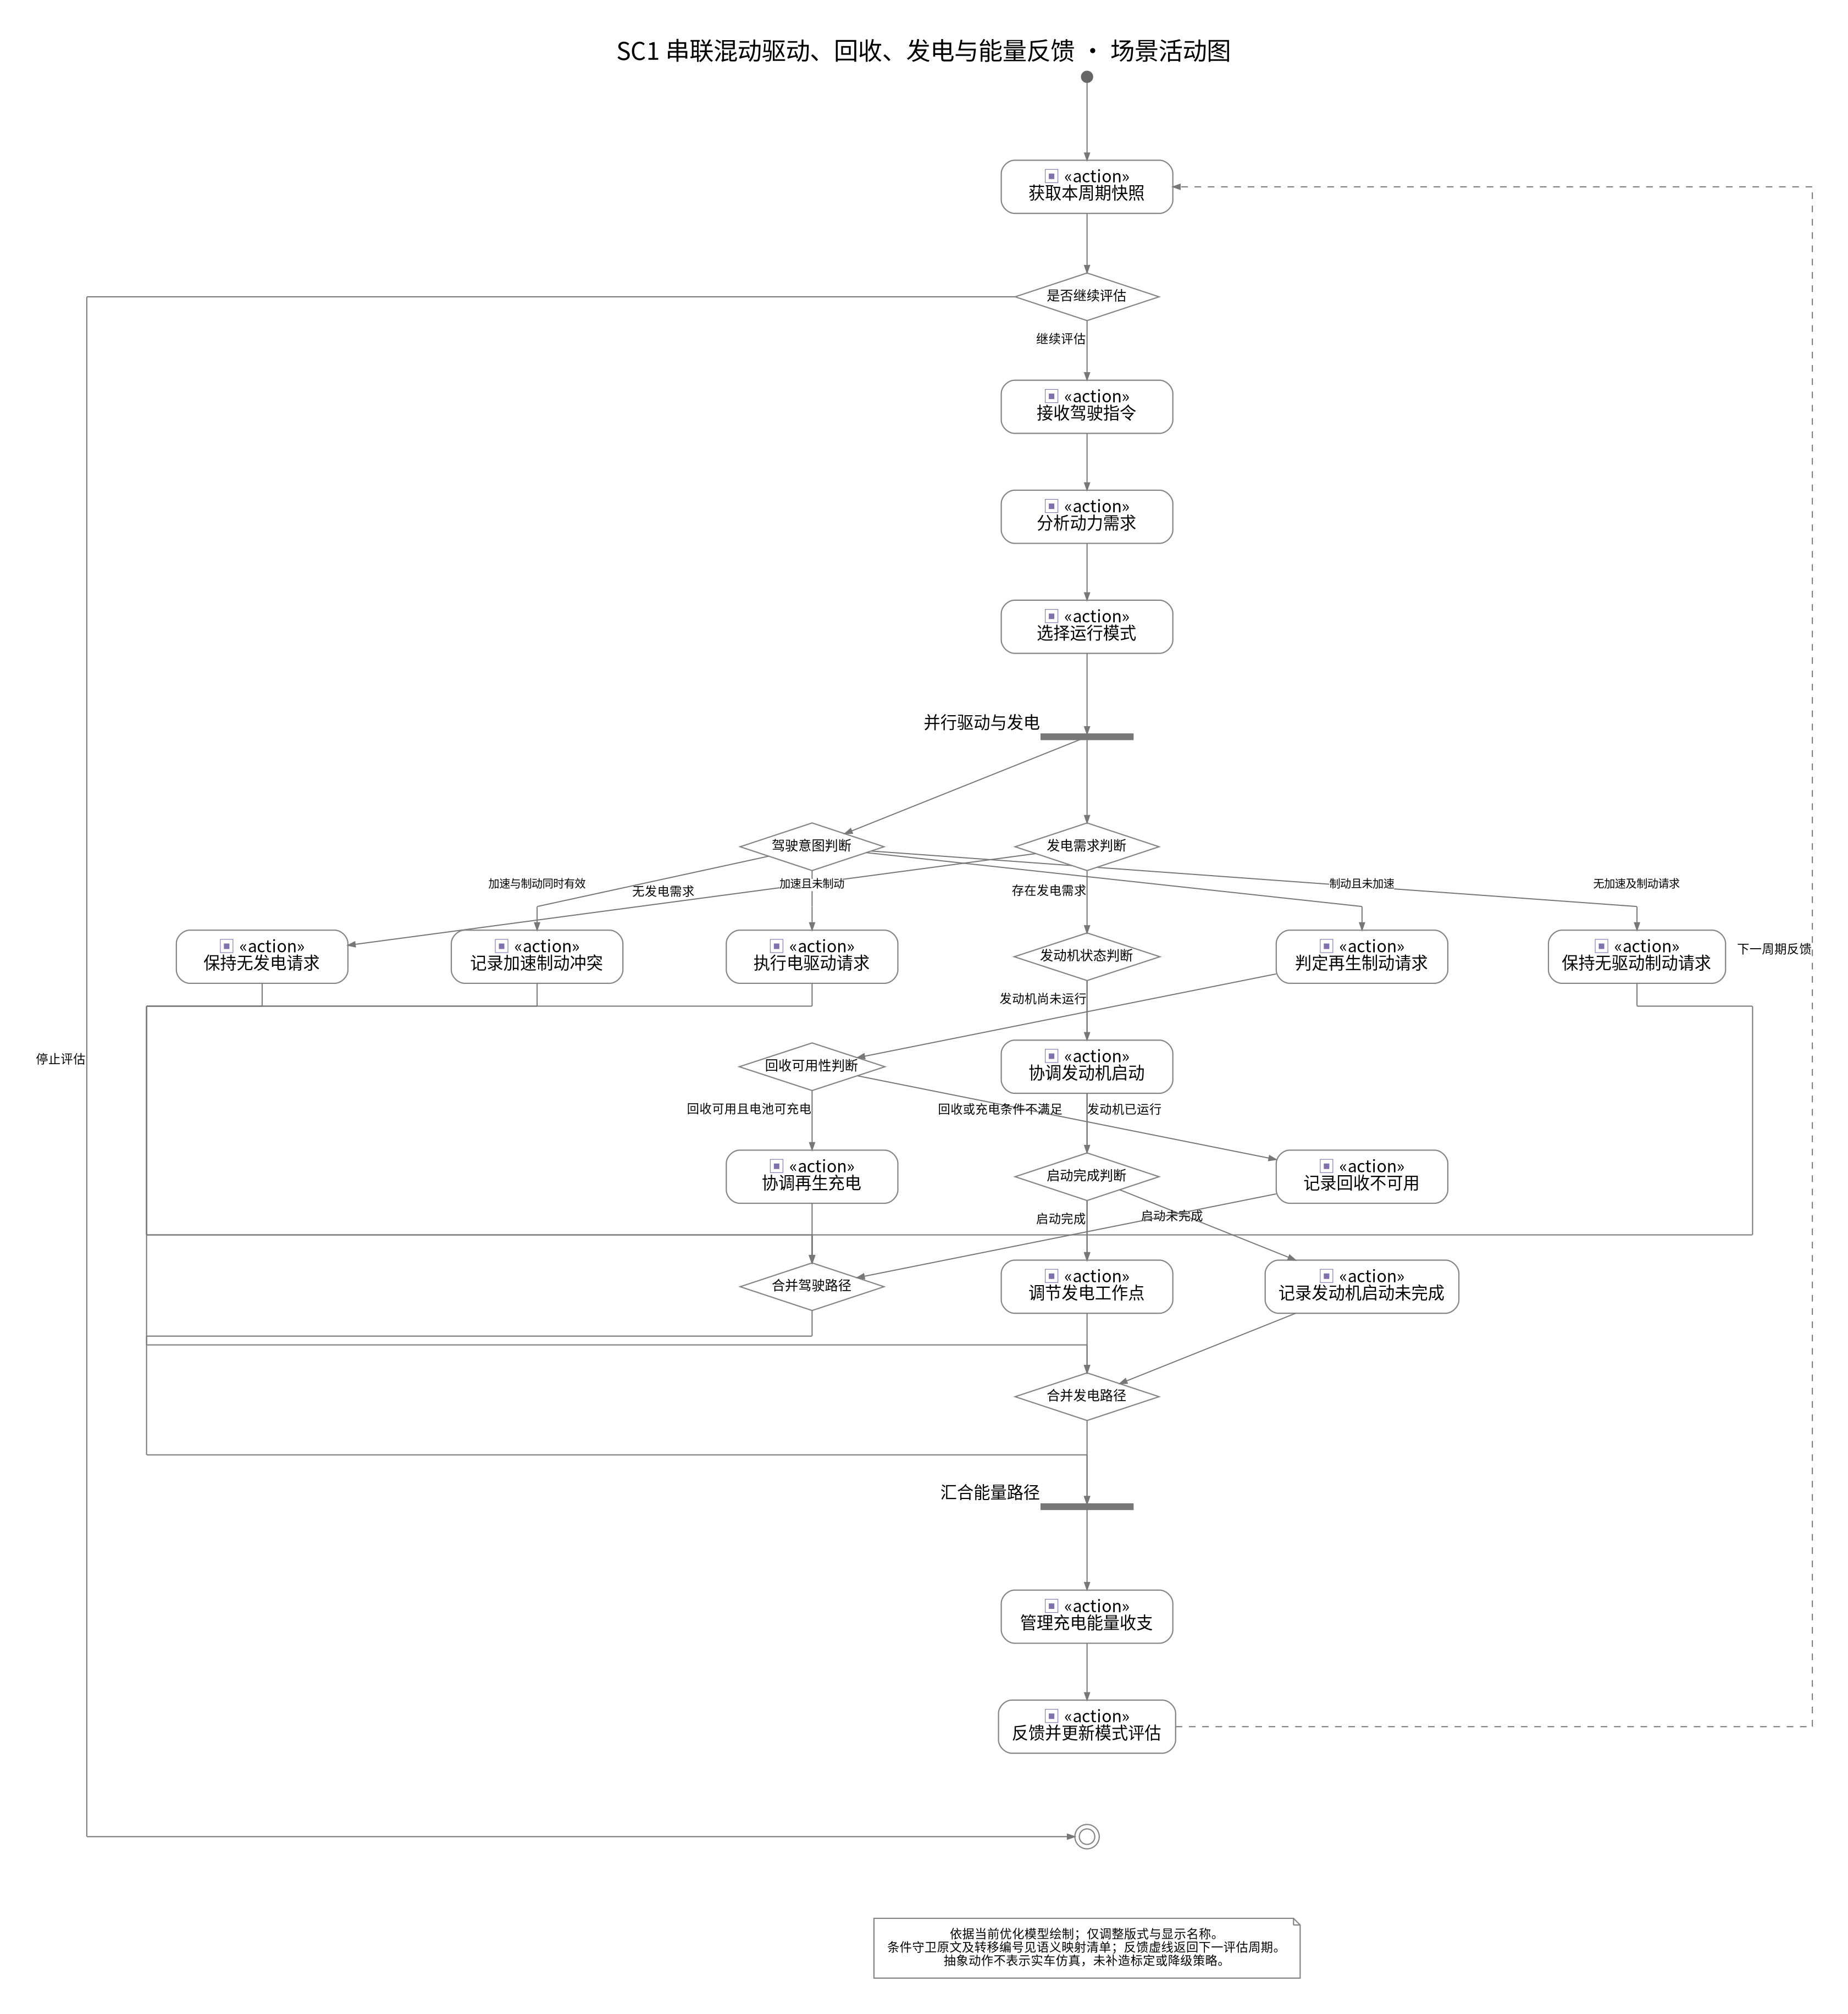 SC1 串联混动驱动、回收、发电与能量反馈 · 场景活动图
«action»
获取本周期快照
是否继续评估
继续评估
«action»
接收驾驶指令
«action»
分析动力需求
«action»
选择运行模式
并行驱动与发电
驾驶意图判断
发电需求判断
加速与制动同时有效
无发电需求
加速且未制动
存在发电需求
制动且未加速
无加速及制动请求
«action»
保持无发电请求
«action»
记录加速制动冲突
«action»
执行电驱动请求
发动机状态判断
«action»
判定再生制动请求
«action»
保持无驱动制动请求
下一周期反馈
发动机尚未运行
停止评估
回收可用性判断
«action»
协调发动机启动
回收可用且电池可充电
回收或充电条件不满足
发动机已运行
«action»
协调再生充电
启动完成判断
«action»
记录回收不可用
启动完成
启动未完成
合并驾驶路径
«action»
调节发电工作点
«action»
记录发动机启动未完成
合并发电路径
汇合能量路径
«action»
管理充电能量收支
«action»
反馈并更新模式评估
依据当前优化模型绘制；仅调整版式与显示名称。
条件守卫原文及转移编号见语义映射清单；反馈虚线返回下一评估周期。
抽象动作不表示实车仿真，未补造标定或降级策略。